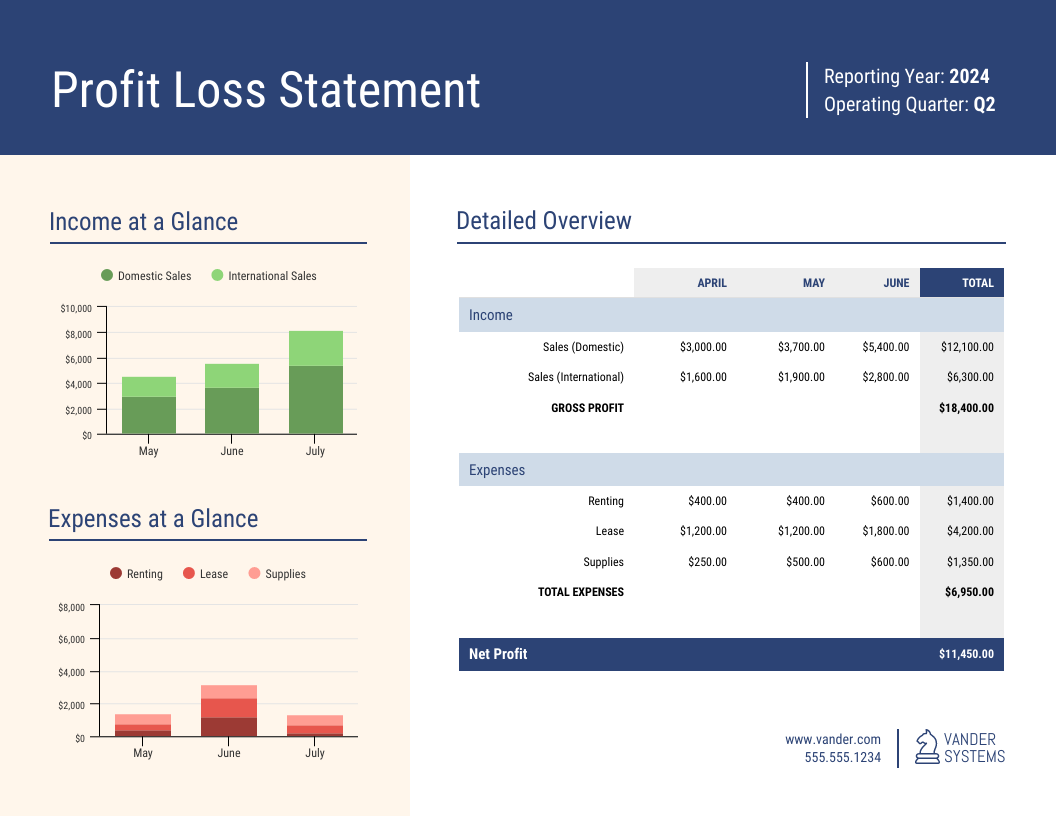 Profit Loss Statement
Reporting Year: 2024
Operating Quarter: Q2
Income at a Glance
Domestic Sales International Sales
$10,000
$8,000
$6,000
$4,000
$2,000
$0
May June July
Expenses at a Glance
Renting Lease Supplies
$8,000
$6,000
$4,000
$2,000
$0
May June July
Detailed Overview
APRIL MAY JUNE TOTAL
Income
Sales (Domestic) $3,000.00 $3,700.00 $5,400.00 $12,100.00
Sales (International) $1,600.00 $1,900.00 $2,800.00 $6,300.00
GROSS PROFIT $18,400.00
Expenses
Renting $400.00 $400.00 $600.00 $1,400.00
Lease $1,200.00 $1,200.00 $1,800.00 $4,200.00
Supplies $250.00 $500.00 $600.00 $1,350.00
TOTAL EXPENSES $6,950.00
Net Profit $11,450.00
www.vander.com
555.555.1234
VANDER
SYSTEMS